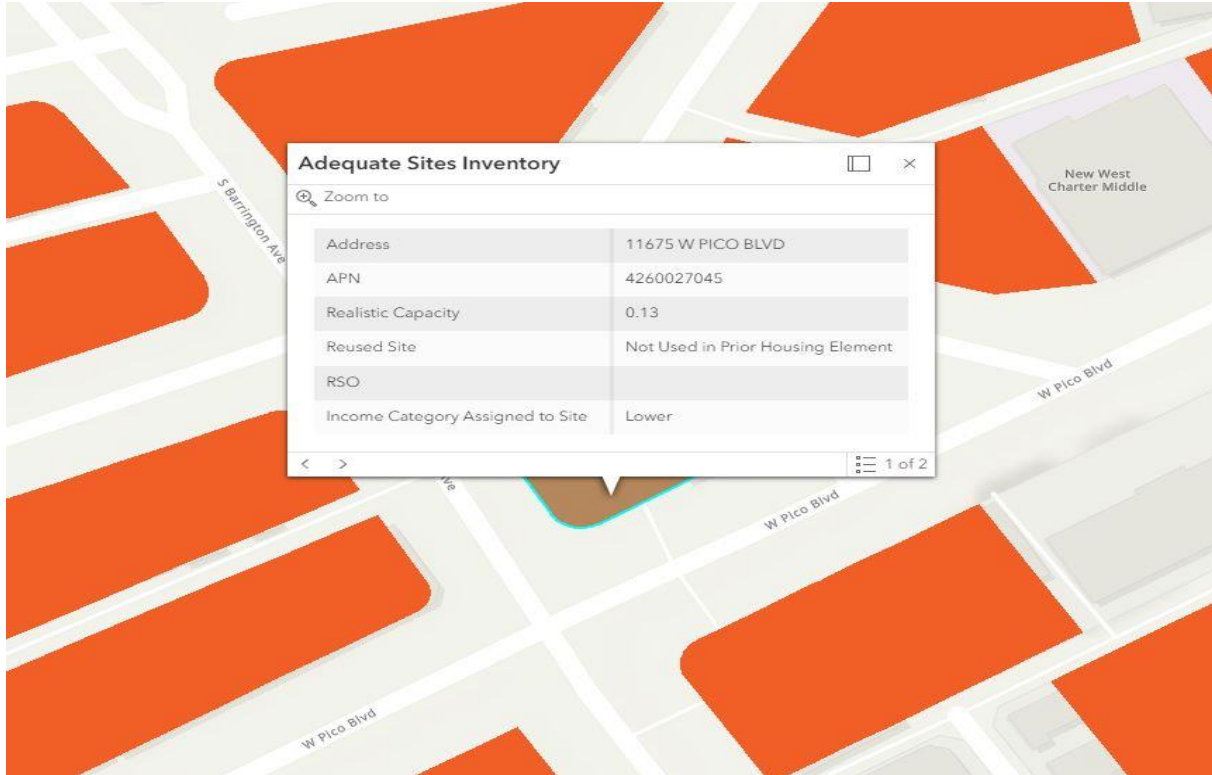 Adequate Sites Inventory
Zoom to
Address 11675 W PICO BLVD
APN 4260027045
Realistic Capacity 0.13
Reused Site Not Used in Prior Housing Element
RSO
Income Category Assigned to Site Lower
1 of 2
S Barrington Ave
New West
Charter Middle
W Pico Blvd
ve
W Pico Blvd
W Pico Blvd